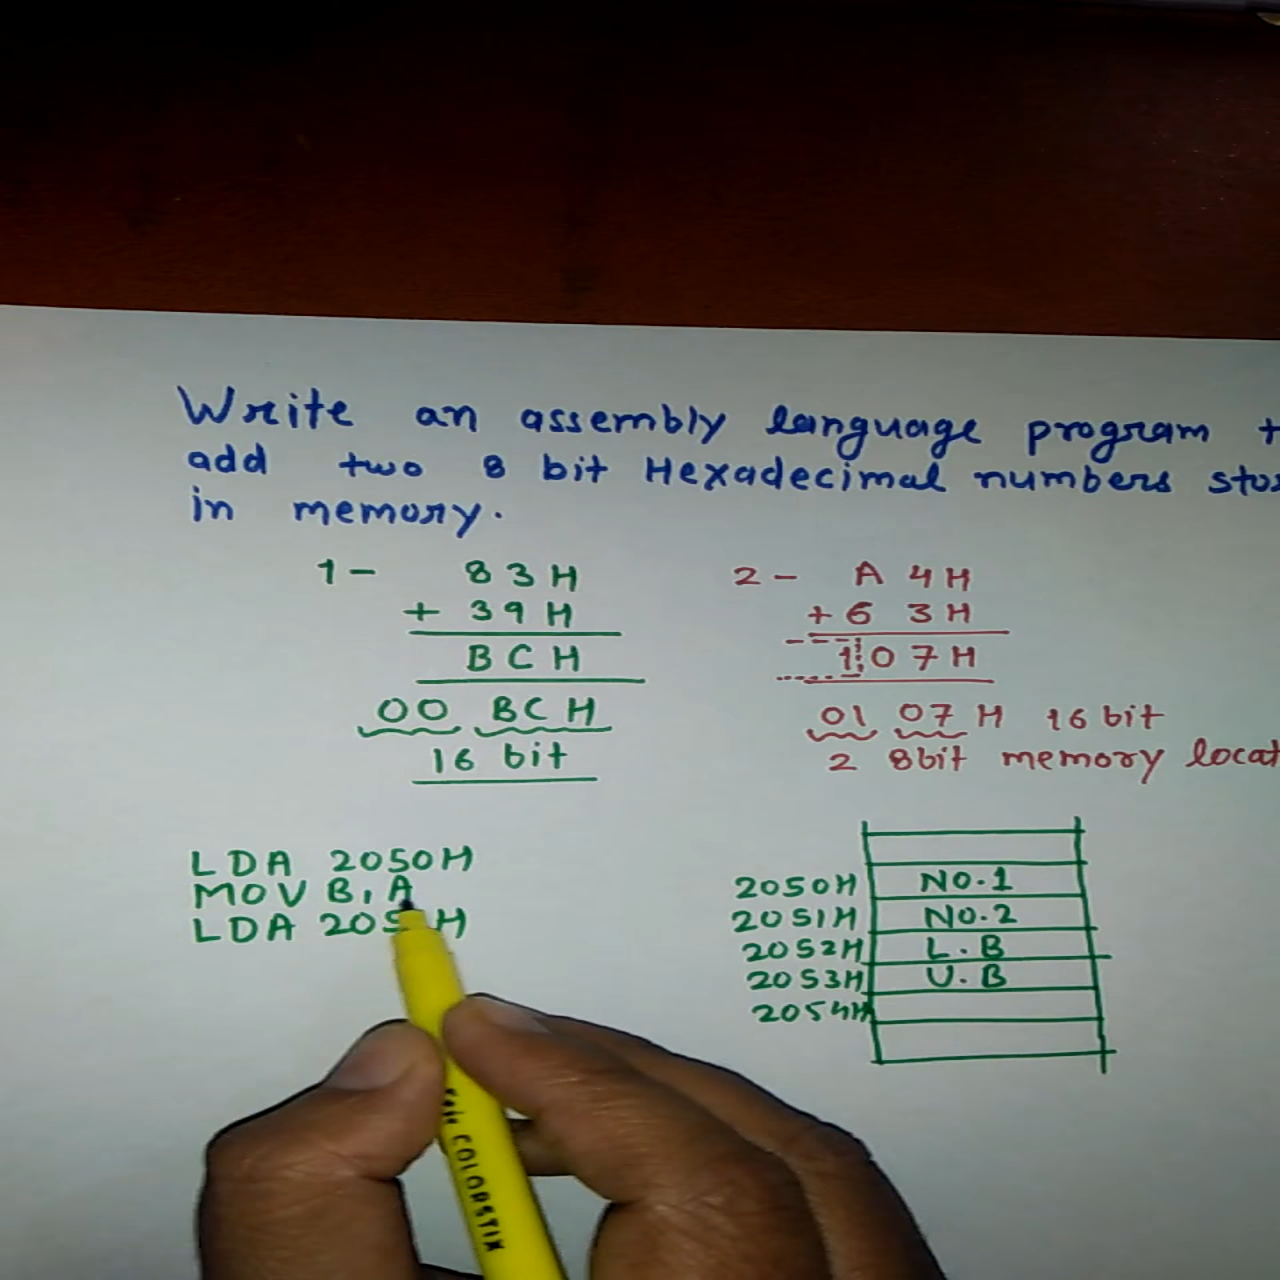 Write an assembly language program
add two 8 bit Hexadecimal numbers
in memory.
1 - 83H
+ 39H
BCH
00 BCH
16 bit
2 - A4H
+ 63H
107H
01 07 H 16 bit
2 8bit memory
LDA 2050H
MOV B, A
LDA
2050H NO.1
2051H NO.2
2052H L.B
2053H U.B
2054H
COLORSTIX